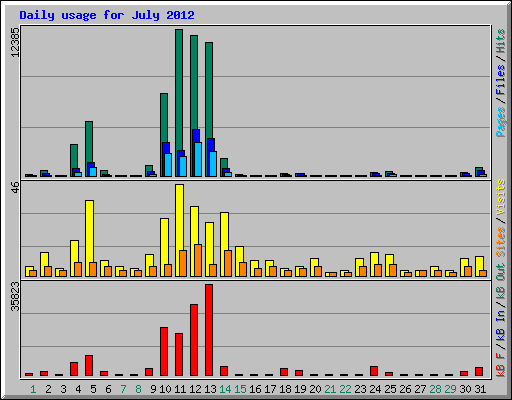 Daily usage for July 2012
12385
Pages / Files / Hits
46
Sites / Visits
35823
kB F / kB In / kB Out
1 2 3 4 5 6 7 8 9 10 11 12 13 14 15 16 17 18 19 20 21 22 23 24 25 26 27 28 29 30 31